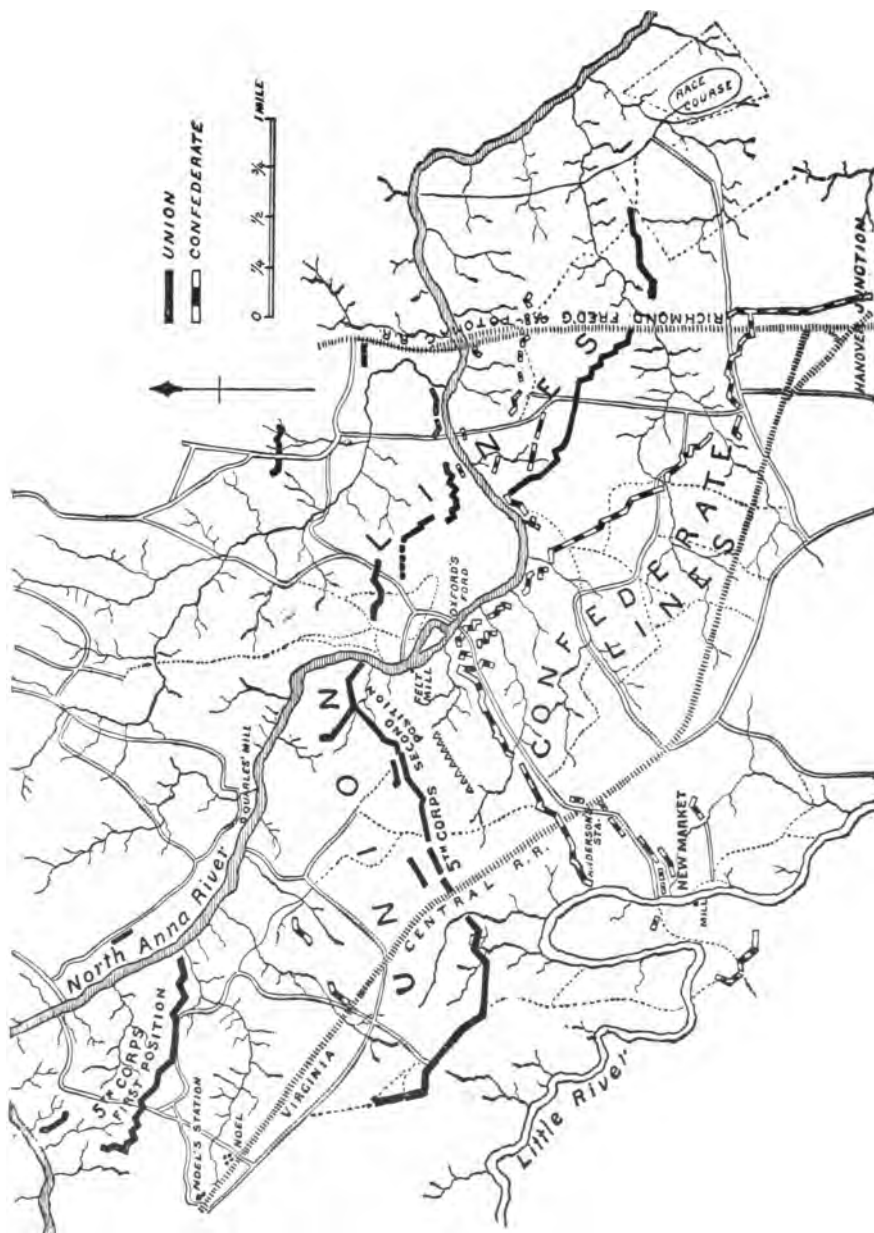 UNION
CONFEDERATE
0 1/4 1/2 3/4 1 MILE
RACE
COURSE
North Anna River
QUARLES' MILL
5TH CORPS
FIRST POSITION
NOEL'S STATION
NOEL
VIRGINIA
CENTRAL R.R.
UNION
LINES
5TH CORPS SECOND
POSITION
FELT
MILL
OXFORD'S
FORD
RICHMOND FRED'G
& POTOMAC R.R.
CONFEDERATE
LINES
ANDERSONS
STA.
NEW MARKET
MILL
Little River
HANOVER JUNCTION